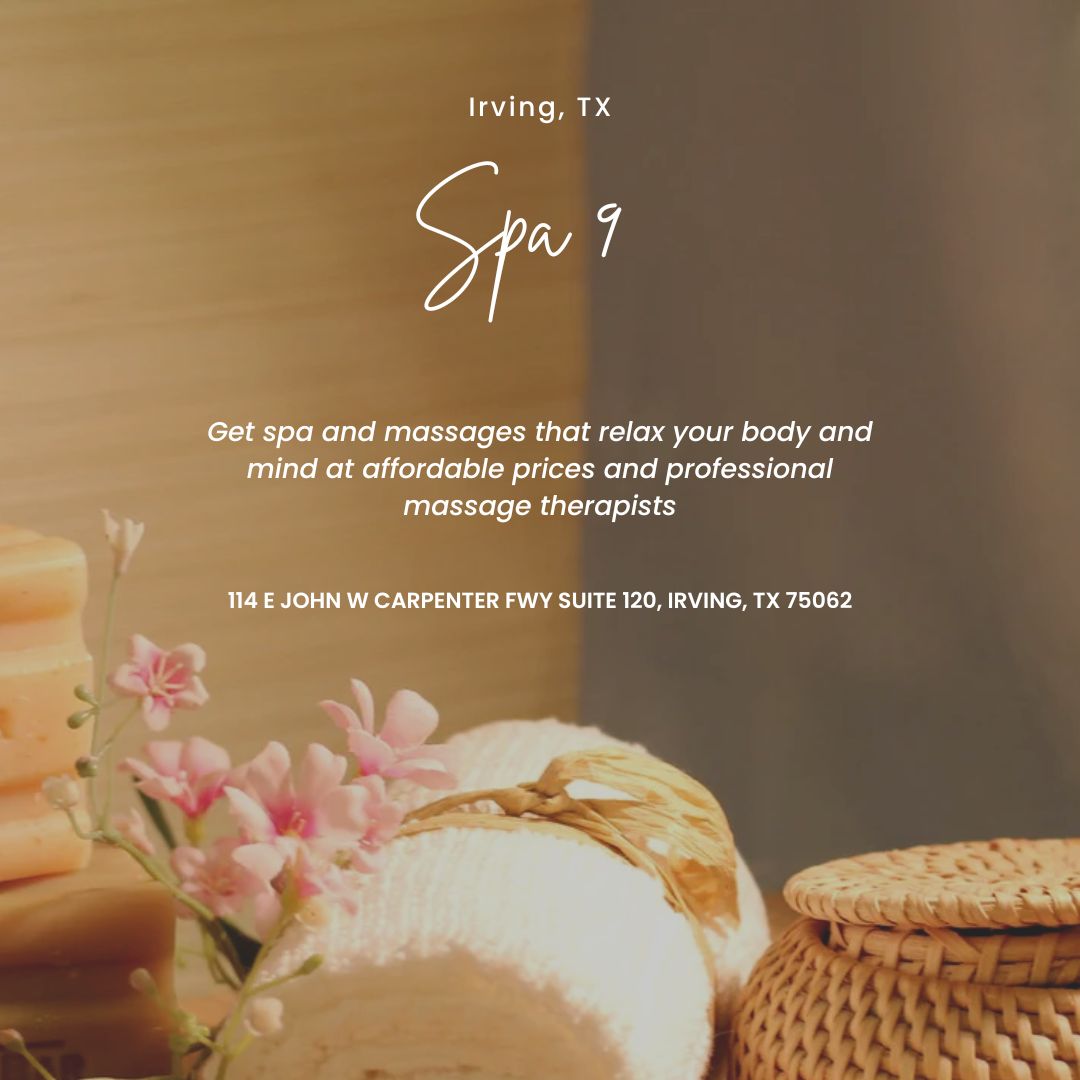 Irving, TX
Spa 9
Get spa and massages that relax your body and
mind at affordable prices and professional
massage therapists
114 E JOHN W CARPENTER FWY SUITE 120, IRVING, TX 75062